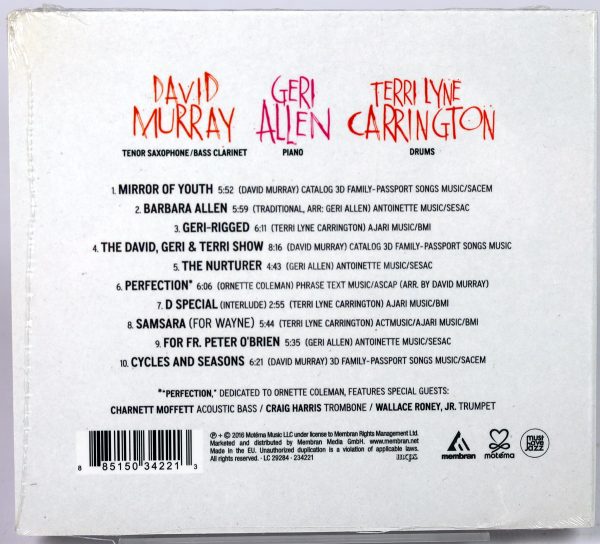 DAVID MURRAY
TENOR SAXOPHONE/BASS CLARINET
GERI ALLEN
PIANO
TERRI LYNE CARRINGTON
DRUMS
1. MIRROR OF YOUTH 5:52 (DAVID MURRAY) CATALOG 3D FAMILY-PASSPORT SONGS MUSIC/SACEM
2. BARBARA ALLEN 5:59 (TRADITIONAL, ARR: GERI ALLEN) ANTOINETTE MUSIC/SESAC
3. GERI-RIGGED 6:11 (TERRI LYNE CARRINGTON) AJARI MUSIC/BMI
4. THE DAVID, GERI & TERRI SHOW 8:16 (DAVID MURRAY) CATALOG 3D FAMILY-PASSPORT SONGS MUSIC
5. THE NURTURER 4:43 (GERI ALLEN) ANTOINETTE MUSIC/SESAC
6. PERFECTION* 6:06 (ORNETTE COLEMAN) PHRASE TEXT MUSIC/ASCAP (ARR. BY DAVID MURRAY)
7. D SPECIAL (INTERLUDE) 2:55 (TERRI LYNE CARRINGTON) AJARI MUSIC/BMI
8. SAMSARA (FOR WAYNE) 5:44 (TERRI LYNE CARRINGTON) ACTMUSIC/AJARI MUSIC/BMI
9. FOR FR. PETER O'BRIEN 5:35 (GERI ALLEN) ANTOINETTE MUSIC/SESAC
10. CYCLES AND SEASONS 6:21 (DAVID MURRAY) 3D FAMILY-PASSPORT SONGS MUSIC/SACEM
*"PERFECTION," DEDICATED TO ORNETTE COLEMAN, FEATURES SPECIAL GUESTS:
CHARNETT MOFFETT ACOUSTIC BASS / CRAIG HARRIS TROMBONE / WALLACE RONEY, JR. TRUMPET
8 85150 34221 3
℗ + © 2016 Motéma Music LLC under license to Membran Rights Management Ltd.
Marketed and distributed by Membran Media GmbH. www.membran.net
Made in the EU. Unauthorized duplication is a violation of applicable laws.
All rights reserved. · LC 29284 · 234221
mcps
membran
motéma
MUST LOVE JAZZ